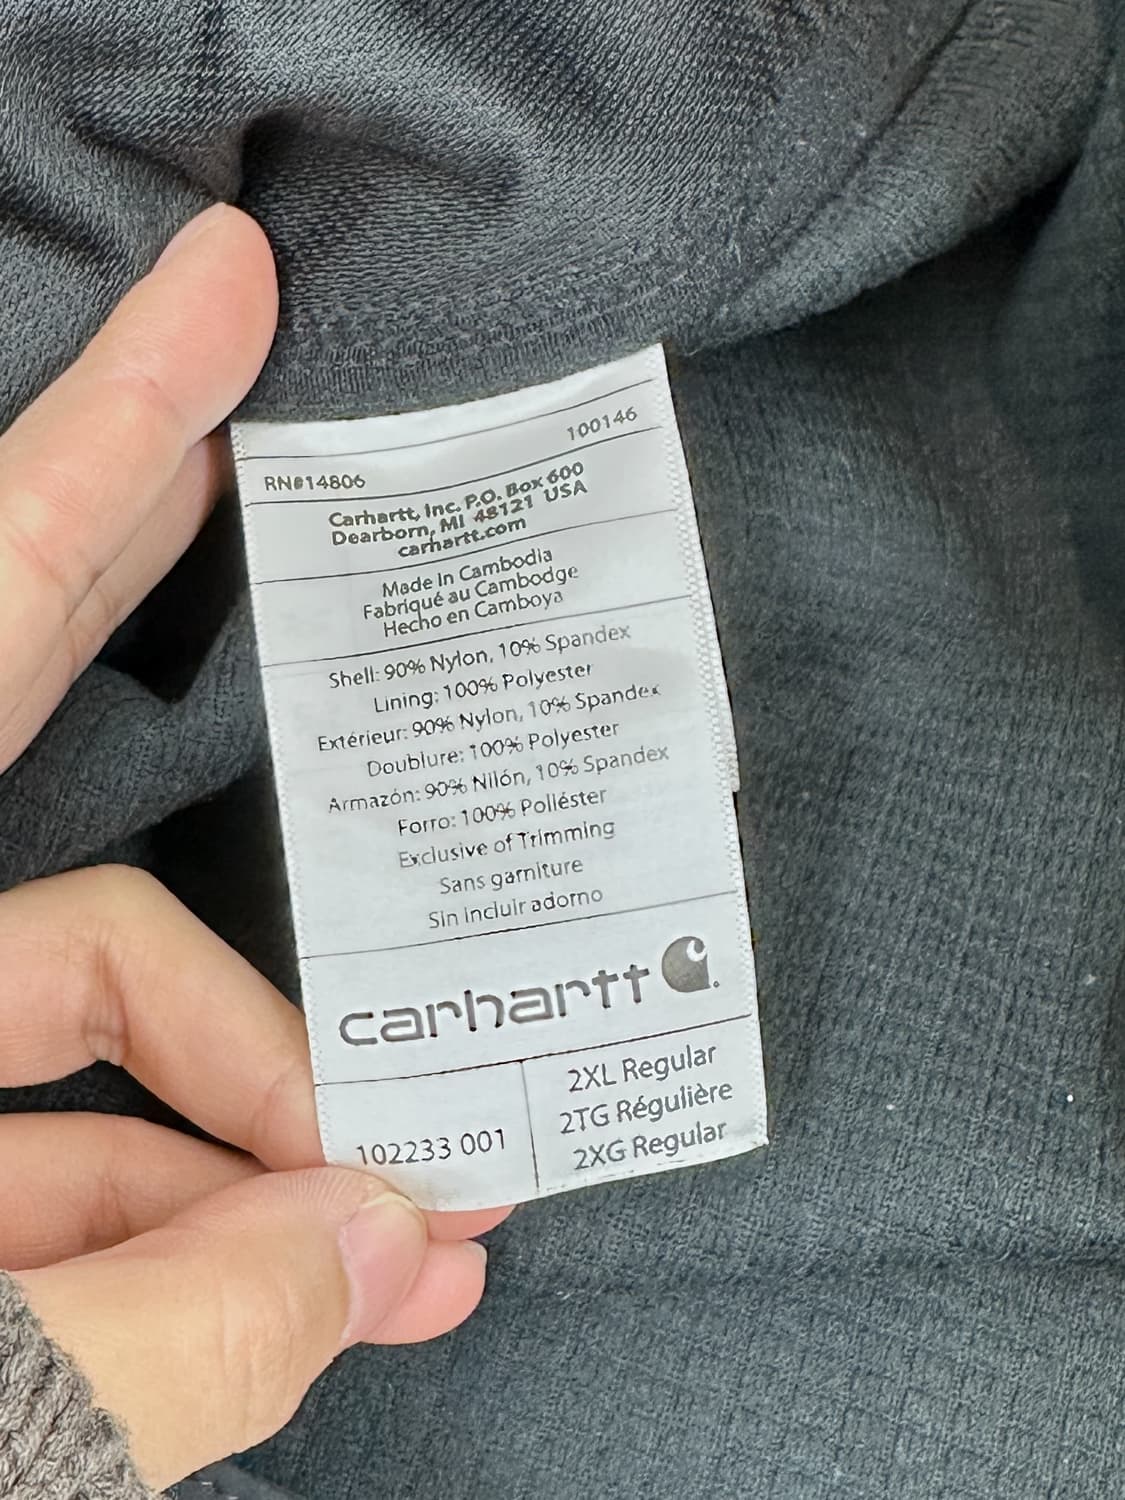 RN#14806 100146
Carhartt, Inc. P.O. Box 600
Dearborn, MI 48121 USA
carhartt.com
Made In Cambodia
Fabriqué au Cambodge
Hecho en Camboya
Shell: 90% Nylon, 10% Spandex
Lining: 100% Polyester
Extérieur: 90% Nylon, 10% Spandex
Doublure: 100% Polyester
Armazón: 90% Nilón, 10% Spandex
Forro: 100% Poliéster
Exclusive of Trimming
Sans garniture
Sin incluir adorno
carhartt
102233 001
2XL Regular
2TG Régulière
2XG Regular